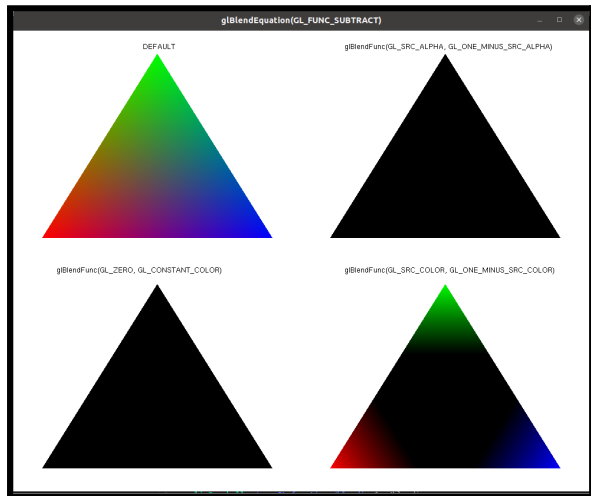 glBlendEquation(GL_FUNC_SUBTRACT)
DEFAULT
glBlendFunc(GL_SRC_ALPHA, GL_ONE_MINUS_SRC_ALPHA)
glBlendFunc(GL_ZERO, GL_CONSTANT_COLOR)
glBlendFunc(GL_SRC_COLOR, GL_ONE_MINUS_SRC_COLOR)